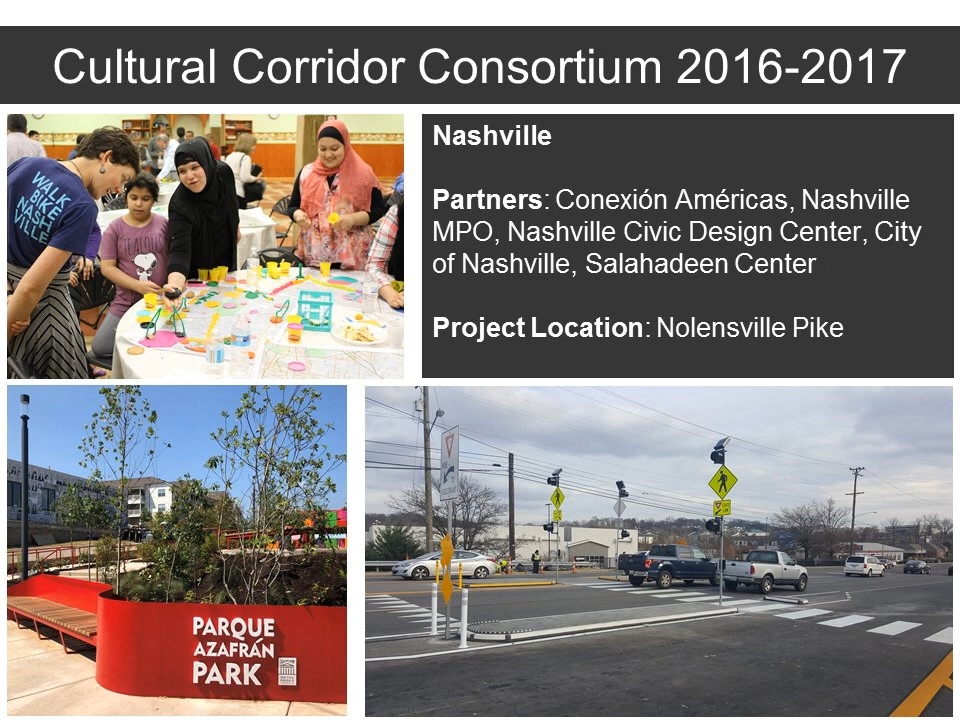 Cultural Corridor Consortium 2016-2017
Nashville
Partners: Conexión Américas, Nashville
MPO, Nashville Civic Design Center, City
of Nashville, Salahadeen Center
Project Location: Nolensville Pike
WALK
BIKE
NASH
VILLE
PARQUE
AZAFRÁN
PARK